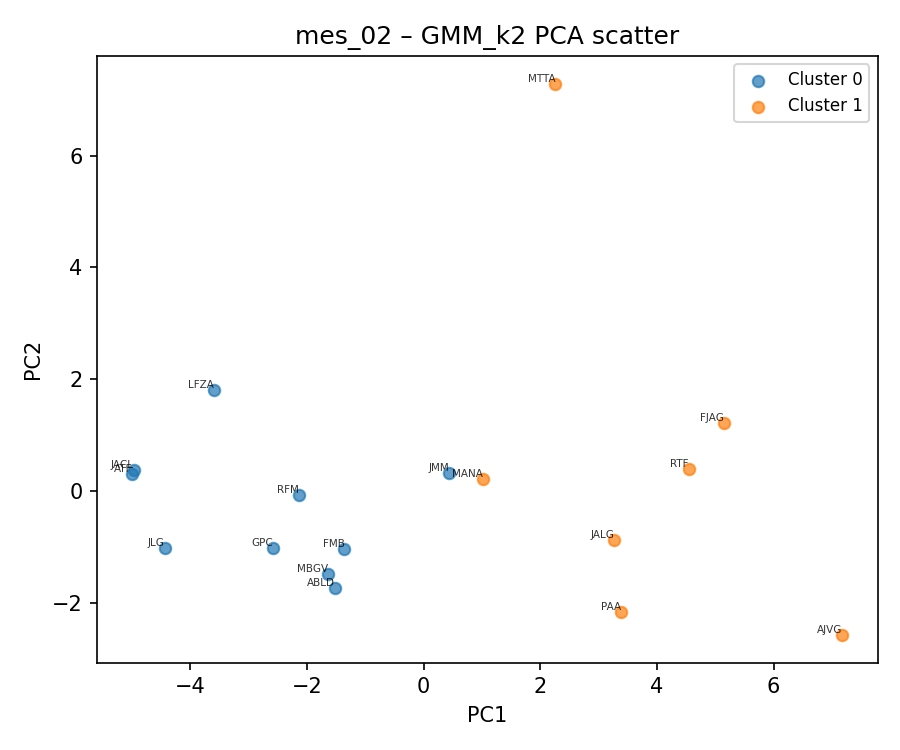 mes_02 – GMM_k2 PCA scatter
Cluster 0
Cluster 1
MTTA
6
4
PC2
2
LFZA
FJAG
JACL
RTF
JMM
MANA
0
RFM
JALG
JLG
GPC
FMB
MBGV
ABLD
−2
PAA
AJVG
−4
−2
0
2
4
6
PC1